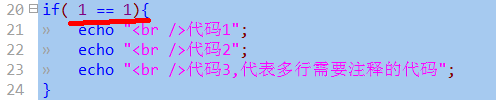 20 if( 1 == 1){
21 » echo "<br />代码1";
22 » echo "<br />代码2";
23 » echo "<br />代码3,代表多行需要注释的代码";
24 }